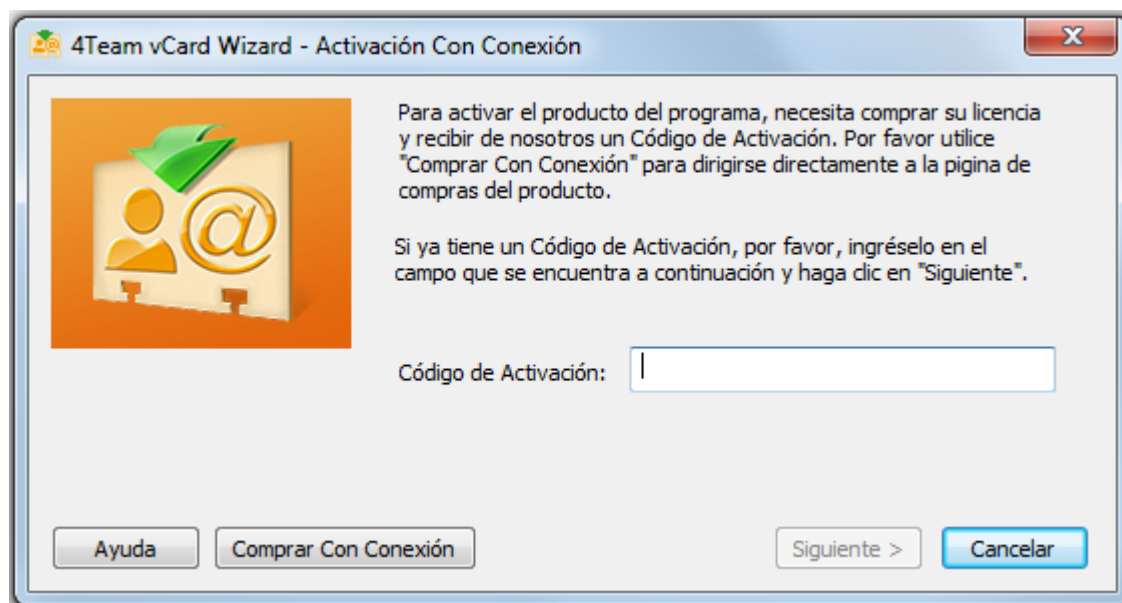 4Team vCard Wizard - Activación Con Conexión
Para activar el producto del programa, necesita comprar su licencia
y recibir de nosotros un Código de Activación. Por favor utilice
"Comprar Con Conexión" para dirigirse directamente a la pagina de
compras del producto.
Si ya tiene un Código de Activación, por favor, ingréselo en el
campo que se encuentra a continuación y haga clic en "Siguiente".
Código de Activación:
Ayuda
Comprar Con Conexión
Siguiente >
Cancelar